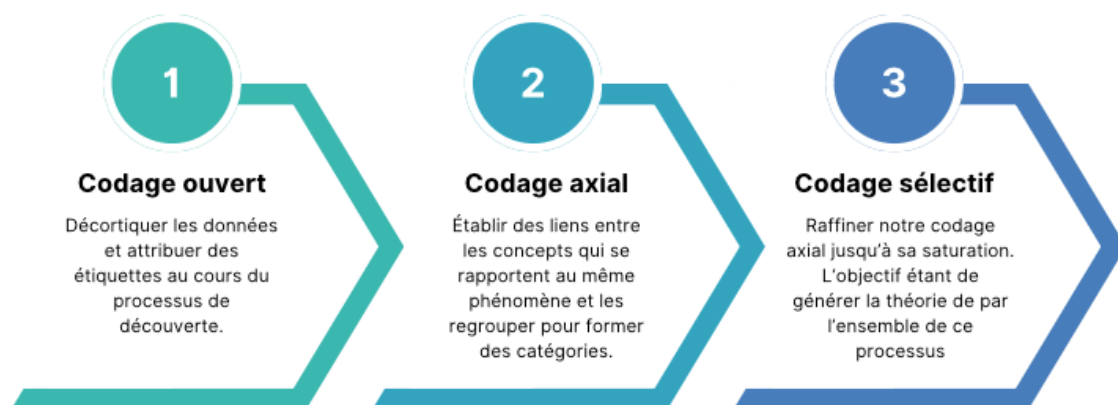 1
Codage ouvert
Décortiquer les données
et attribuer des
étiquettes au cours du
processus de
découverte.
2
Codage axial
Établir des liens entre
les concepts qui se
rapportent au même
phénomène et les
regrouper pour former
des catégories.
3
Codage sélectif
Raffiner notre codage
axial jusqu'à sa saturation.
L'objectif étant de
générer la théorie de par
l'ensemble de ce
processus